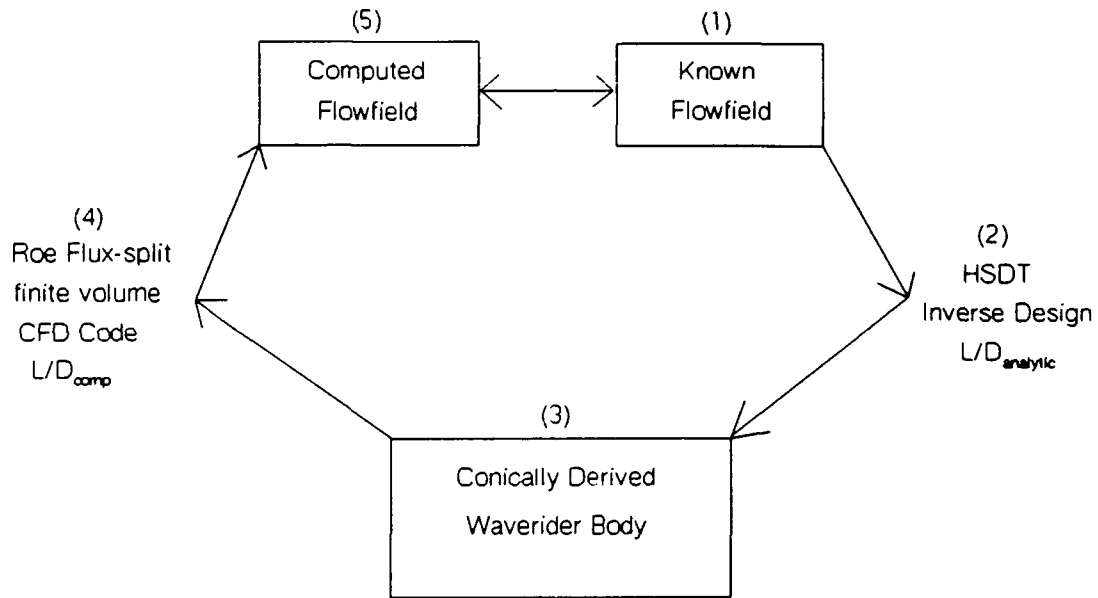 (5)
Computed
Flowfield
(1)
Known
Flowfield
(4)
Roe Flux-split
finite volume
CFD Code
L/D comp
(2)
HSDT
Inverse Design
L/D analytic
(3)
Conically Derived
Waverider Body